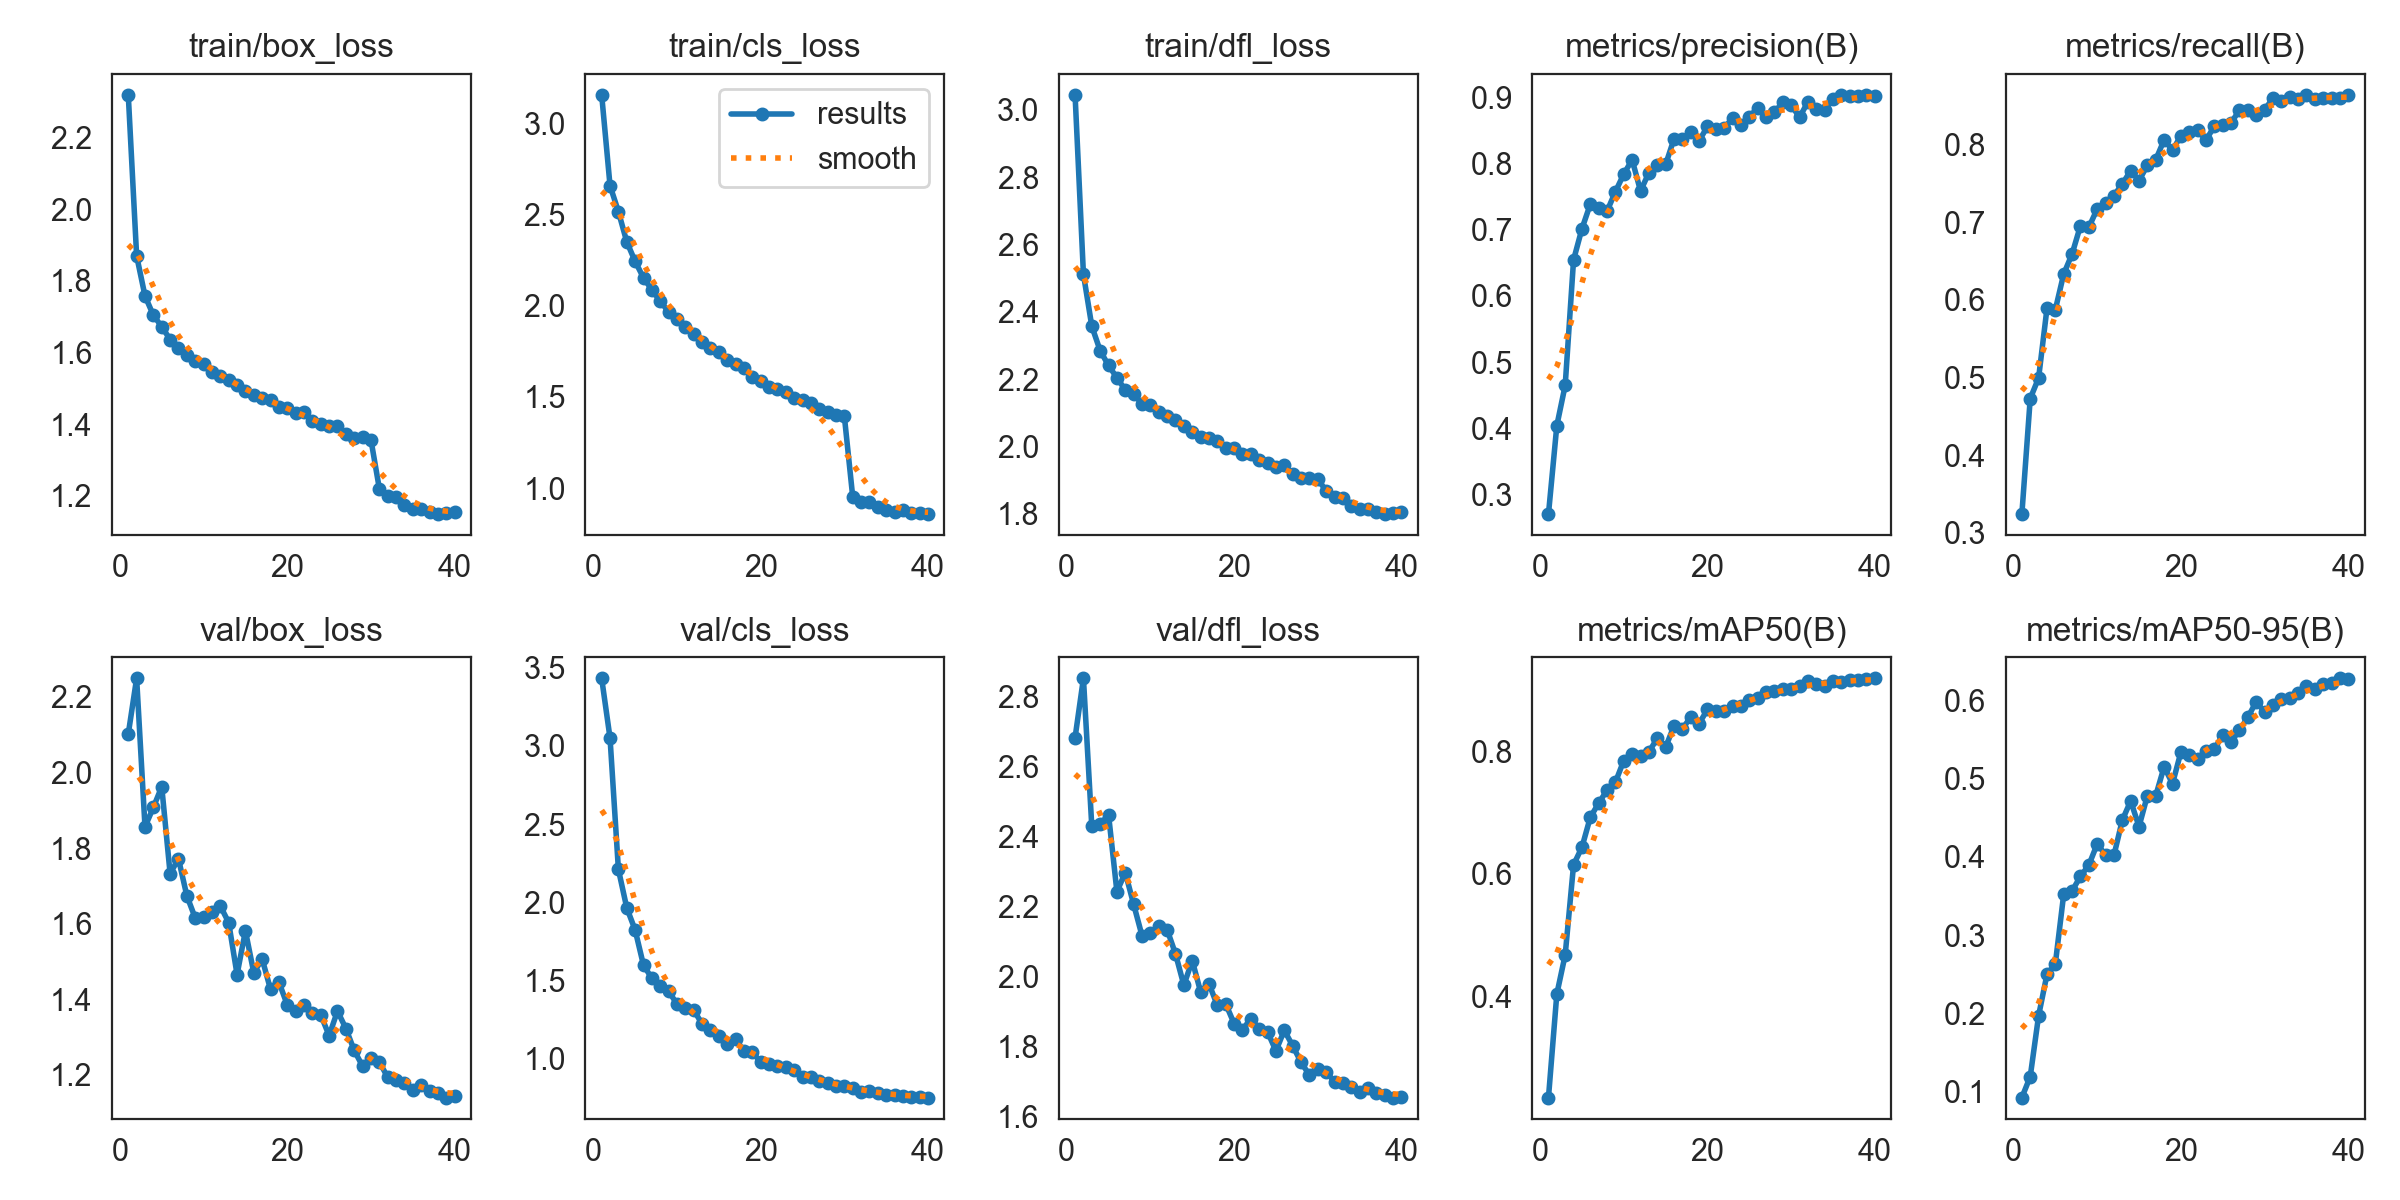 train/box_loss
2.2
2.0
1.8
1.6
1.4
1.2
0 20 40
train/cls_loss
results
smooth
3.0
2.5
2.0
1.5
1.0
0 20 40
train/dfl_loss
3.0
2.8
2.6
2.4
2.2
2.0
1.8
0 20 40
metrics/precision(B)
0.9
0.8
0.7
0.6
0.5
0.4
0.3
0 20 40
metrics/recall(B)
0.8
0.7
0.6
0.5
0.4
0.3
0 20 40
val/box_loss
2.2
2.0
1.8
1.6
1.4
1.2
0 20 40
val/cls_loss
3.5
3.0
2.5
2.0
1.5
1.0
0 20 40
val/dfl_loss
2.8
2.6
2.4
2.2
2.0
1.8
1.6
0 20 40
metrics/mAP50(B)
0.8
0.6
0.4
0 20 40
metrics/mAP50-95(B)
0.6
0.5
0.4
0.3
0.2
0.1
0 20 40